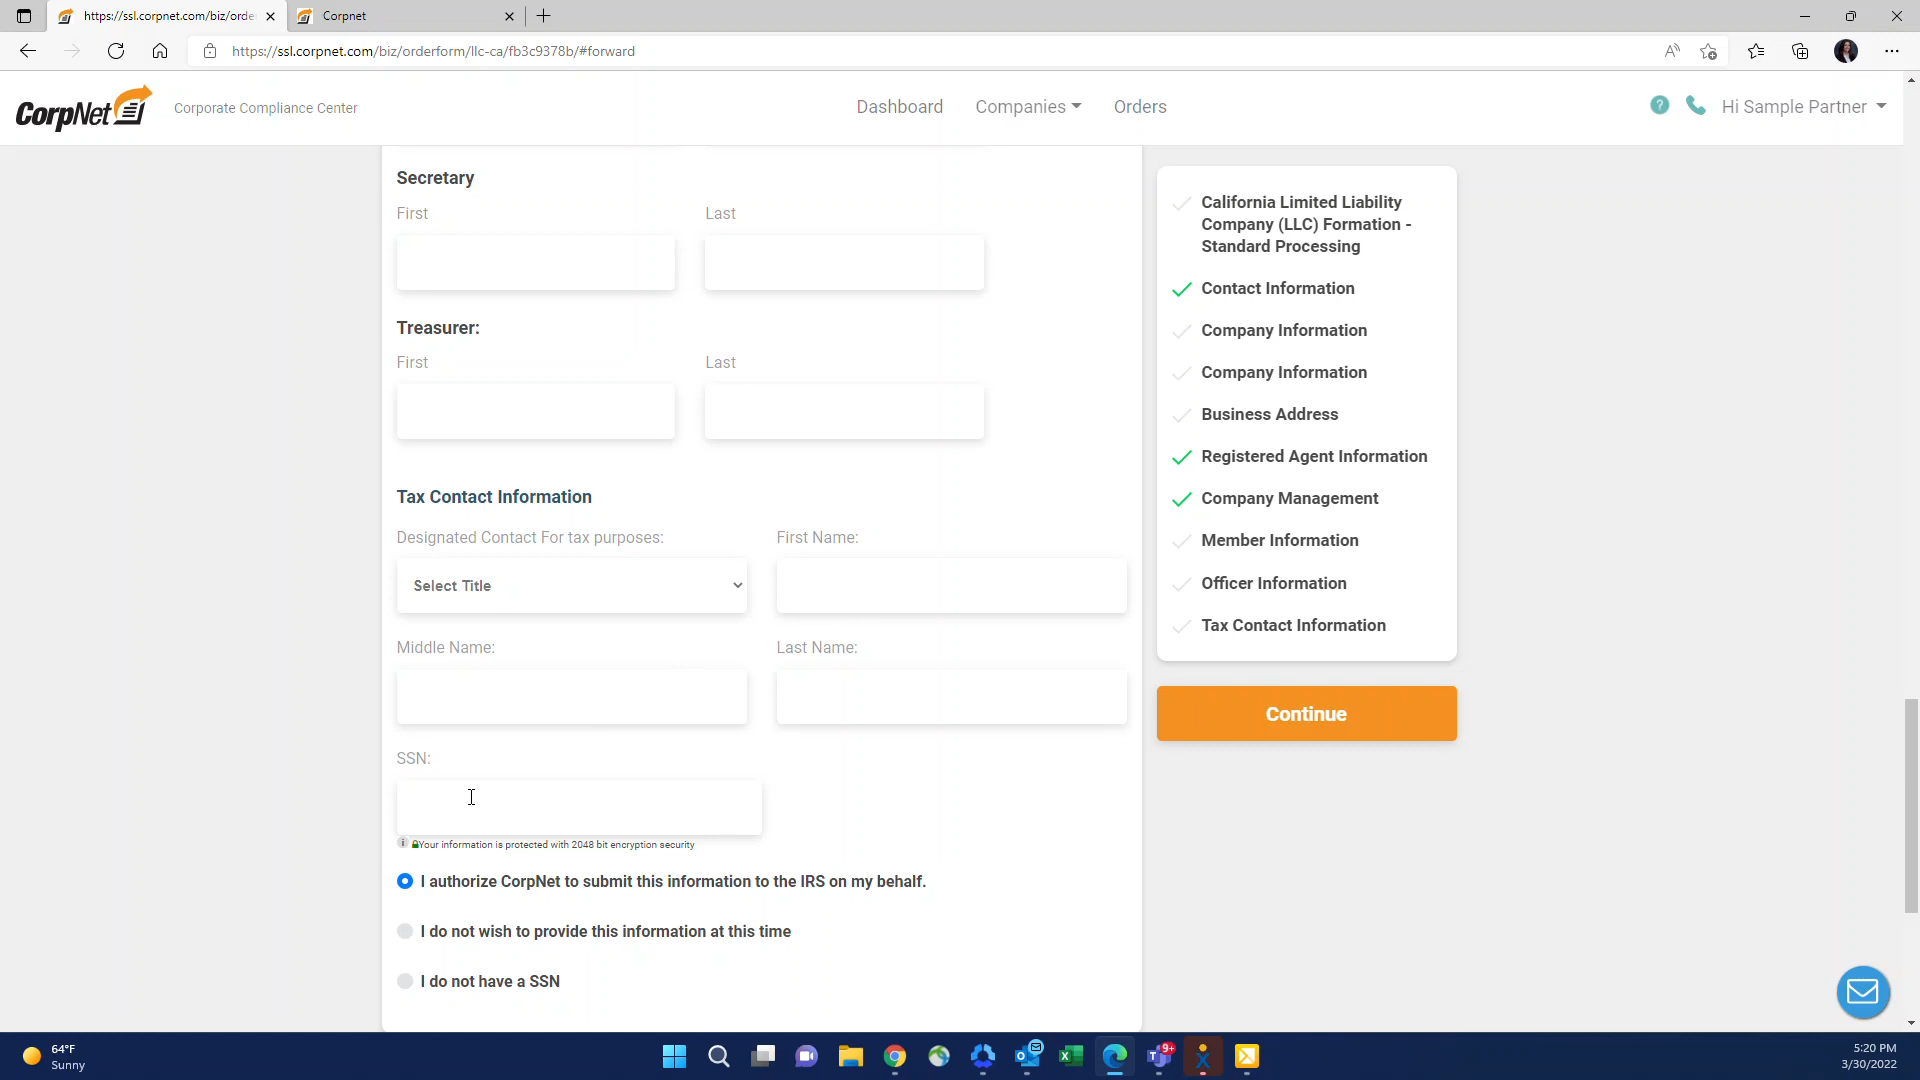 https://ssl.corpnet.com/biz/orde
Corpnet
https://ssl.corpnet.com/biz/orderform/llc-ca/fb3c9378b/#forward
CorpNet
Corporate Compliance Center
Dashboard
Companies
Orders
?
Hi Sample Partner
Secretary
First
Last
Treasurer:
First
Last
Tax Contact Information
Designated Contact For tax purposes:
First Name:
Select Title
Middle Name:
Last Name:
SSN:
Your information is protected with 2048 bit encryption security
I authorize CorpNet to submit this information to the IRS on my behalf.
I do not wish to provide this information at this time
I do not have a SSN
California Limited Liability
Company (LLC) Formation -
Standard Processing
Contact Information
Company Information
Company Information
Business Address
Registered Agent Information
Company Management
Member Information
Officer Information
Tax Contact Information
Continue
64°F
Sunny
9+
5:20 PM
3/30/2022